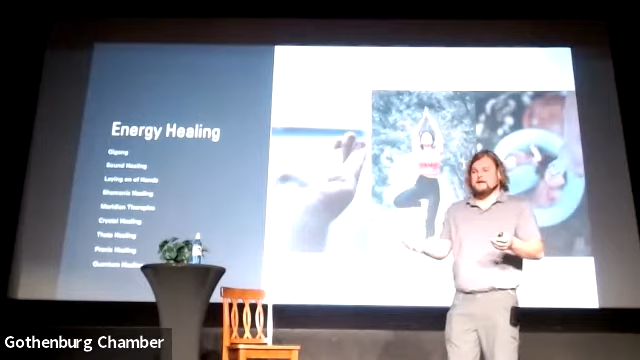 Energy Healing
Qigong
Sound Healing
Laying on of Hands
Shamanic Healing
Meridian Therapies
Crystal Healing
Theta Healing
Pranic Healing
Quantum Healing
Gothenburg Chamber